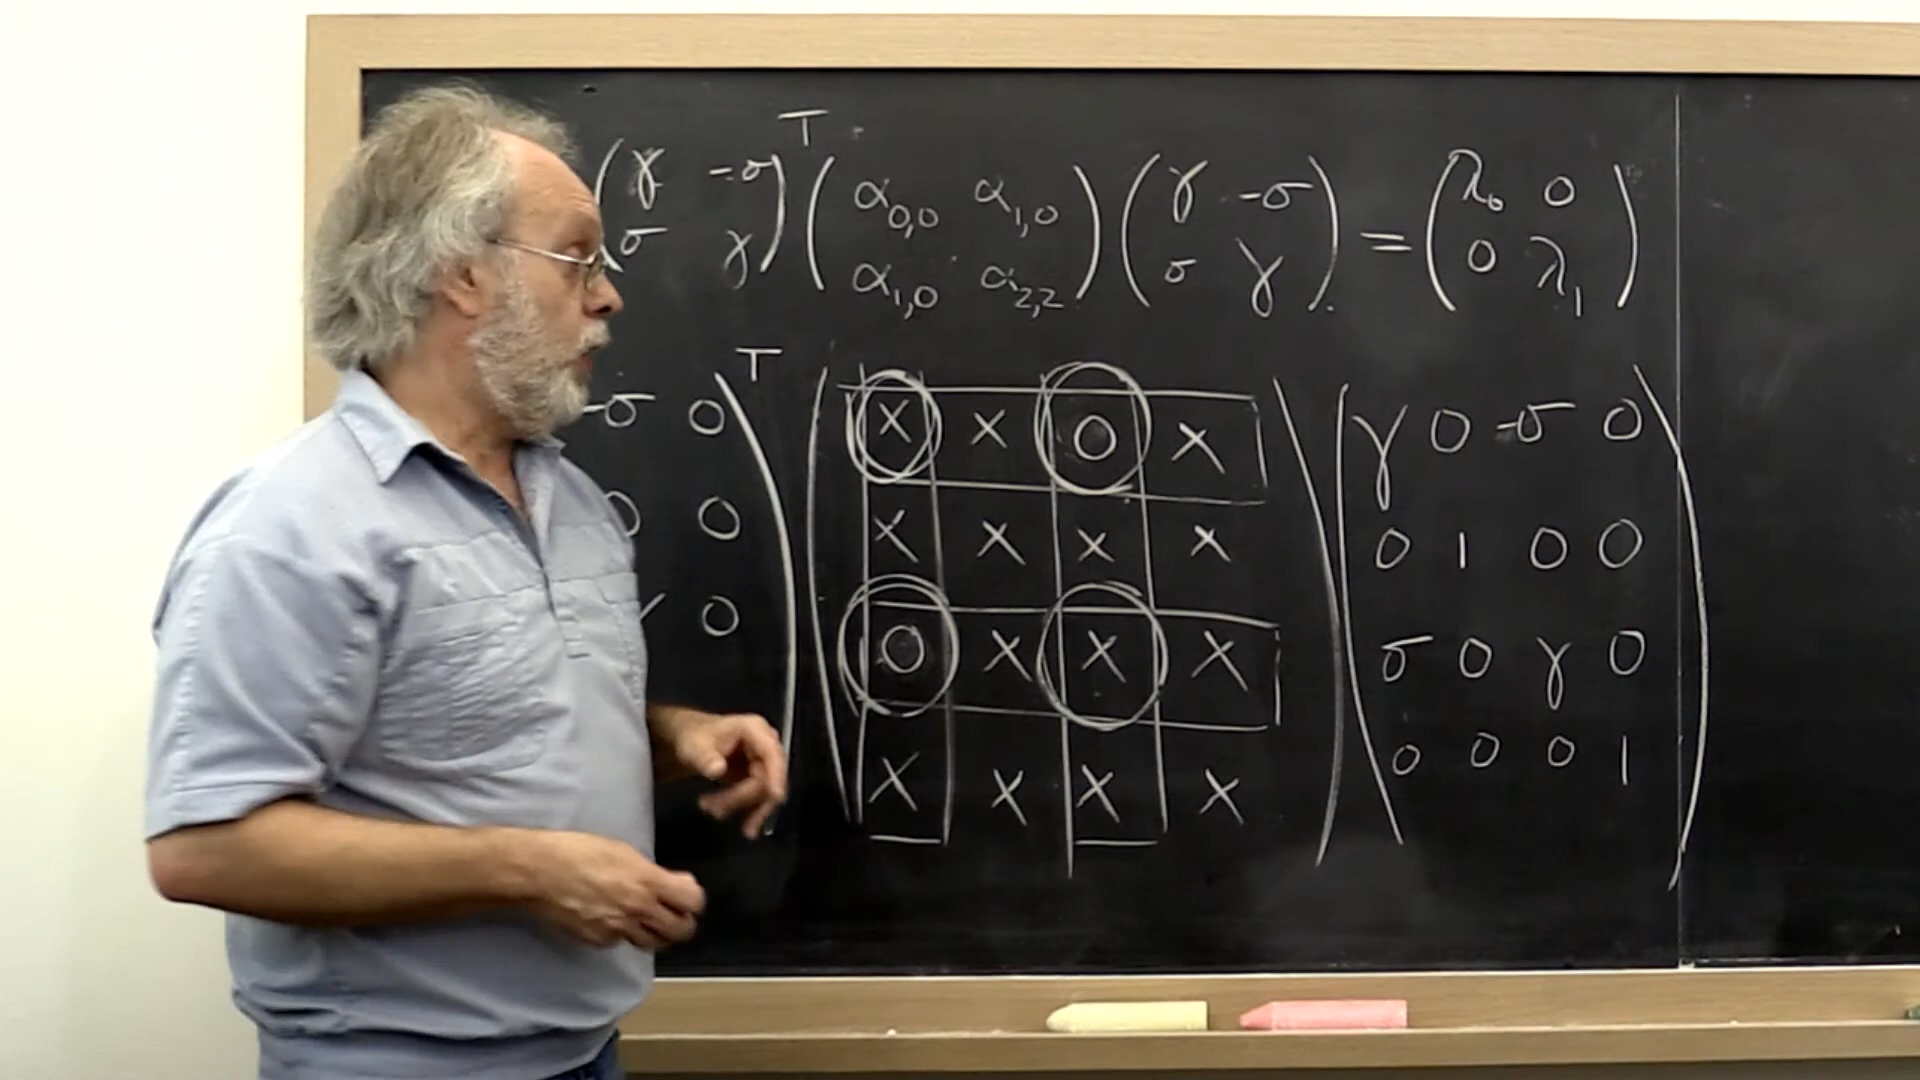 T
γ -σ α0,0 α1,0 γ -σ = λ0 0
σ γ α1,0 α2,2 σ γ 0 λ1
T
-σ 0 × × 0 × γ 0 -σ 0
0 0 × × × × 0 1 0 0
0 0 × × × σ 0 γ 0
× × × × 0 0 0 1